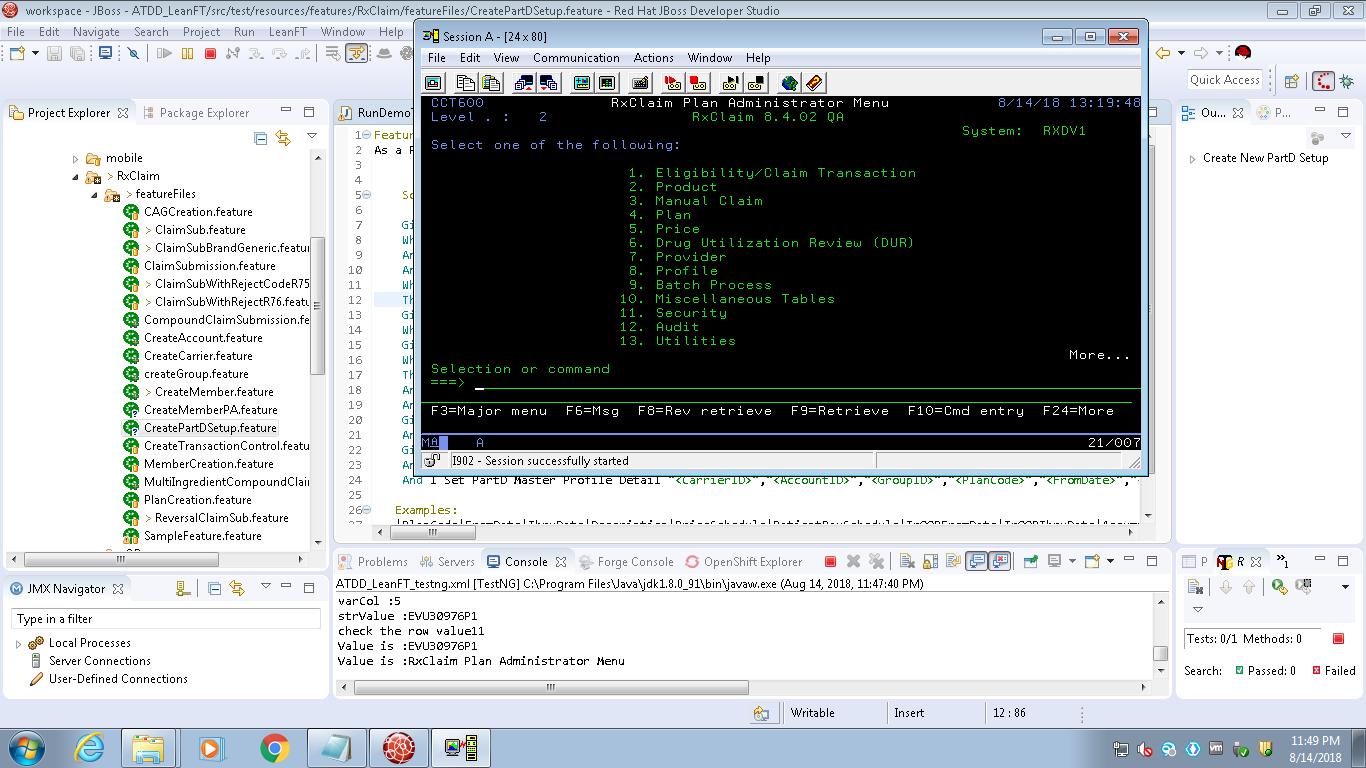 workspace - JBoss - ATDD_LeanFT/src/test/resources/features/RxClaim/featureFiles/CreatePartDSetup.feature - Red Hat JBoss Developer Studio
File Edit Navigate Search Project Run LeanFT Window Help
Quick Access
Project Explorer
Package Explorer
mobile
> RxClaim
> featureFiles
CAGCreation.feature
> ClaimSub.feature
> ClaimSubBrandGeneric.featur
ClaimSubmission.feature
> ClaimSubWithRejectCodeR75
> ClaimSubWithRejectR76.featu
CompoundClaimSubmission.fe
CreateAccount.feature
CreateCarrier.feature
createGroup.feature
> CreateMember.feature
CreateMemberPA.feature
CreatePartDSetup.feature
CreateTransactionControl.featu
MemberCreation.feature
MultiIngredientCompoundClai
PlanCreation.feature
> ReversalClaimSub.feature
SampleFeature.feature
JMX Navigator
Type in a filter
Local Processes
Server Connections
User-Defined Connections
RunDemoT
1 Featur
2 As a R
4
5 Sc
6
7 Gi
8 Wh
9 An
10 An
11 Wh
12 Th
13 Gi
14 Wh
15 Gi
16 Wh
17 Th
18 An
19 An
20 Gi
21 An
22 Gi
23 An
24 And I Set PartD Master Profile Detail "<CarrierID>","<AccountID>","<GroupID>","<PlanCode>","<FromDate>",
25
26 Examples:
Session A - [24 x 80]
File Edit View Communication Actions Window Help
CCT600 RxClaim Plan Administrator Menu 8/14/18 13:19:48
Level . : 2 RxClaim 8.4.02 QA
System: RXDV1
Select one of the following:
1. Eligibility/Claim Transaction
2. Product
3. Manual Claim
4. Plan
5. Price
6. Drug Utilization Review (DUR)
7. Provider
8. Profile
9. Batch Process
10. Miscellaneous Tables
11. Security
12. Audit
13. Utilities
More...
Selection or command
===>
F3=Major menu F6=Msg F8=Rev retrieve F9=Retrieve F10=Cmd entry F24=More
MA A 21/007
I902 - Session successfully started
Ou...
P...
Create New PartD Setup
Problems Servers Console Forge Console OpenShift Explorer
ATDD_LeanFT_testng.xml [TestNG] C:\Program Files\Java\jdk1.8.0_91\bin\javaw.exe (Aug 14, 2018, 11:47:40 PM)
varCol :5
strValue :EVU30976P1
check the row value11
Value is :EVU30976P1
Value is :RxClaim Plan Administrator Menu
P R »1
Tests: 0/1 Methods: 0
Search: Passed: 0 Failed
Writable Insert 12 : 86
11:49 PM
8/14/2018